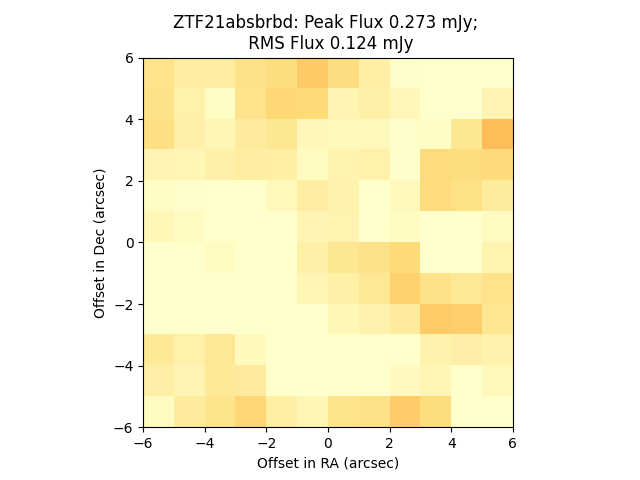 ZTF21absbrbd: Peak Flux 0.273 mJy;
RMS Flux 0.124 mJy
6
4
2
0
−2
−4
−6
Offset in Dec (arcsec)
−6 −4 −2 0 2 4 6
Offset in RA (arcsec)